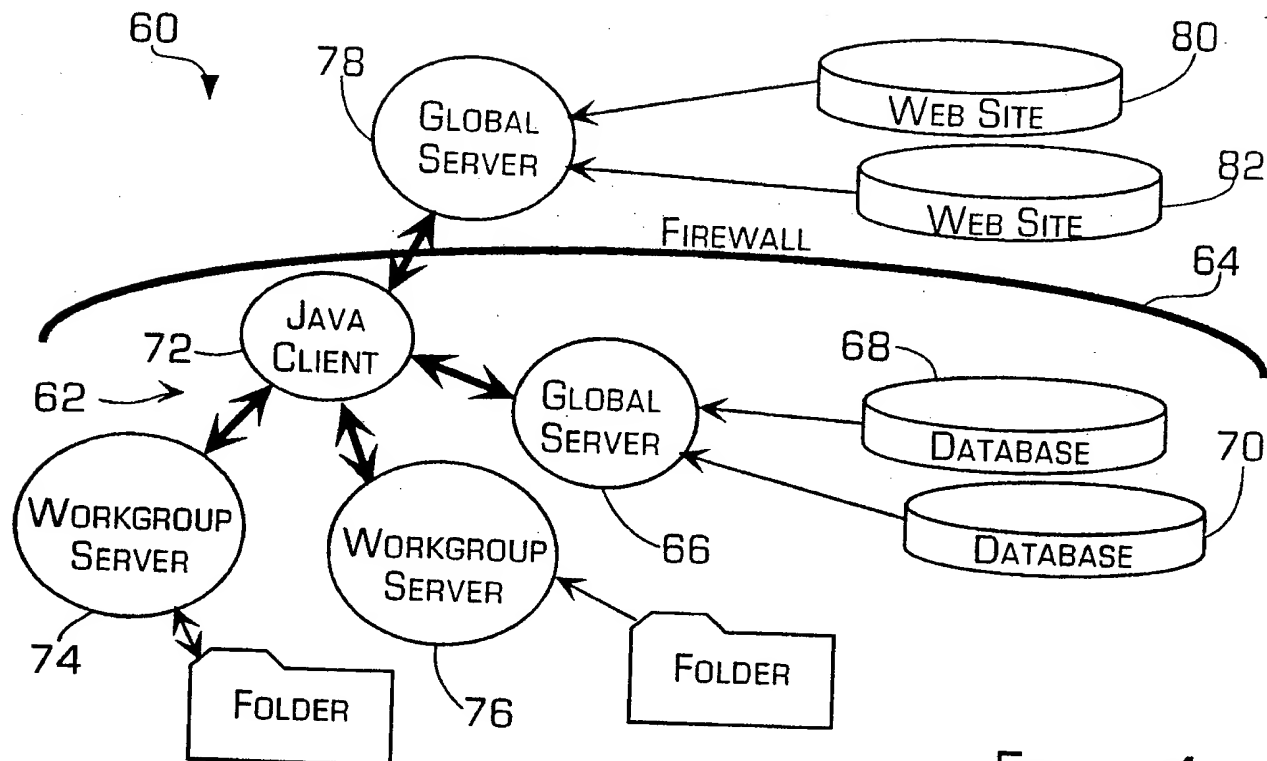 60
78
GLOBAL
SERVER
WEB SITE
80
WEB SITE
82
FIREWALL
64
JAVA
CLIENT
72
62
GLOBAL
SERVER
66
68
DATABASE
70
DATABASE
WORKGROUP
SERVER
74
WORKGROUP
SERVER
76
FOLDER
FOLDER